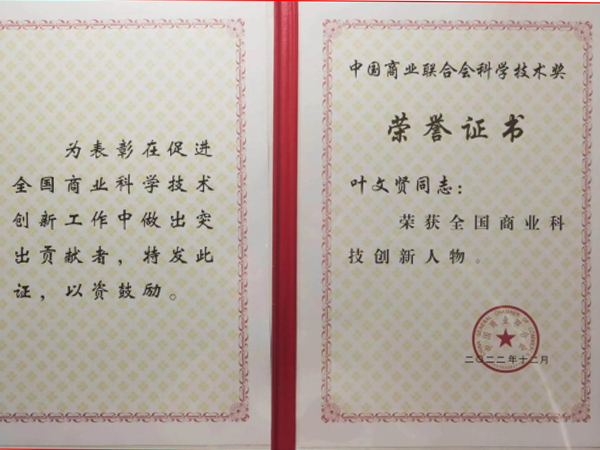 为表彰在促进
全国商业科学技术
创新工作中做出突
出贡献者，特发此
证，以资鼓励。
中国商业联合会科学技术奖
荣誉证书
叶文贤同志：
荣获全国商业科
技创新人物。
二〇二二年十二月